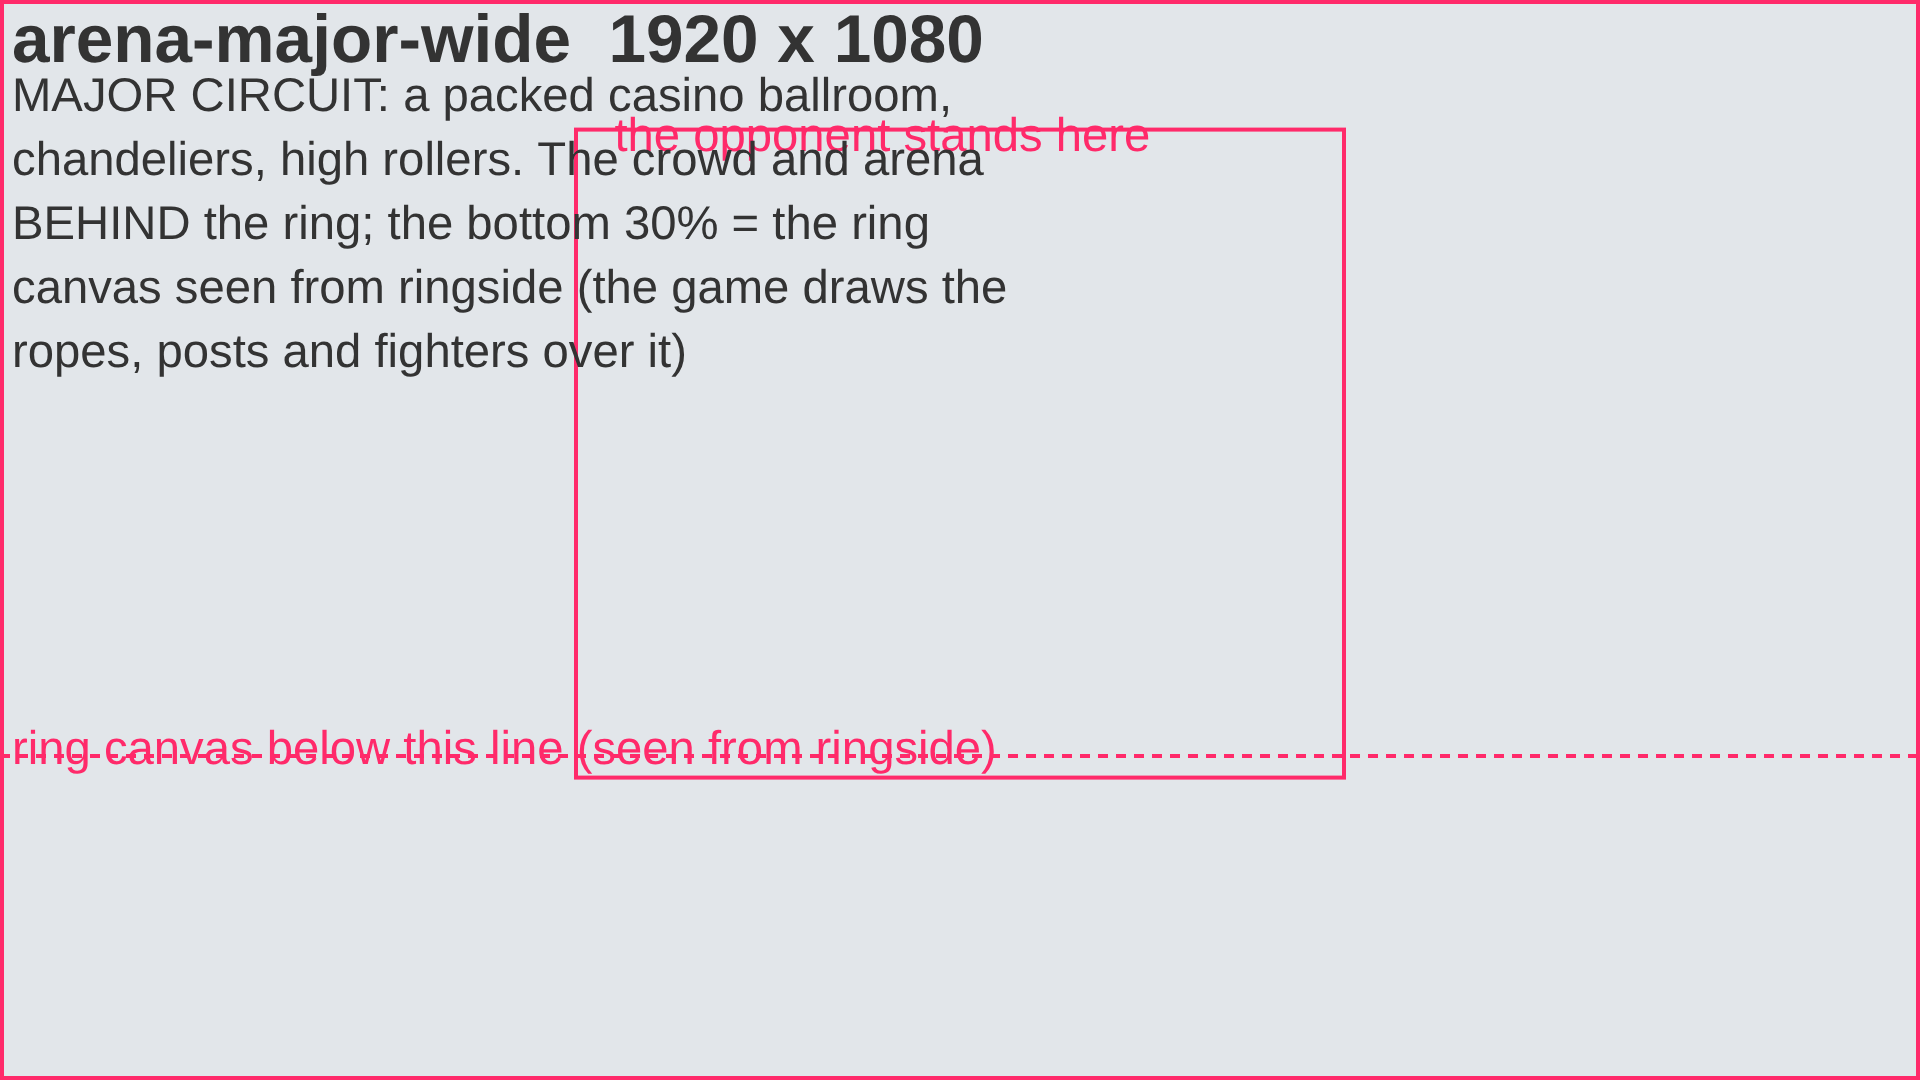 arena-major-wide  1920 x 1080
MAJOR CIRCUIT: a packed casino ballroom,
the opponent stands here
chandeliers, high rollers. The crowd and arena
BEHIND the ring; the bottom 30% = the ring
canvas seen from ringside (the game draws the
ropes, posts and fighters over it)
ring canvas below this line (seen from ringside)